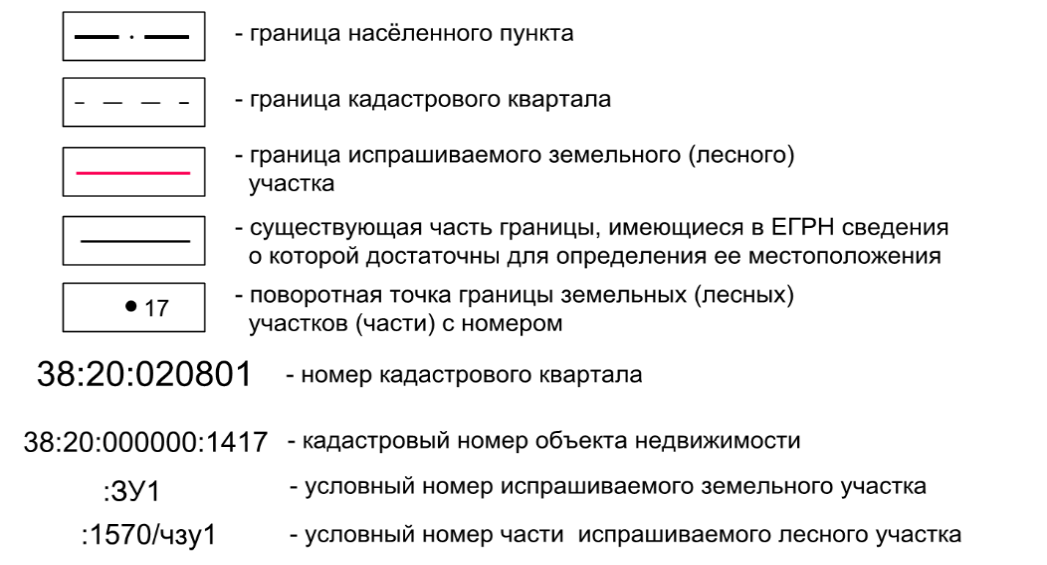 - граница насёленного пункта
- граница кадастрового квартала
- граница испрашиваемого земельного (лесного)
участка
- существующая часть границы, имеющиеся в ЕГРН сведения
о которой достаточны для определения ее местоположения
17 - поворотная точка границы земельных (лесных)
участков (части) с номером
38:20:020801 - номер кадастрового квартала
38:20:000000:1417 - кадастровый номер объекта недвижимости
:ЗУ1 - условный номер испрашиваемого земельного участка
:1570/чзу1 - условный номер части испрашиваемого лесного участка